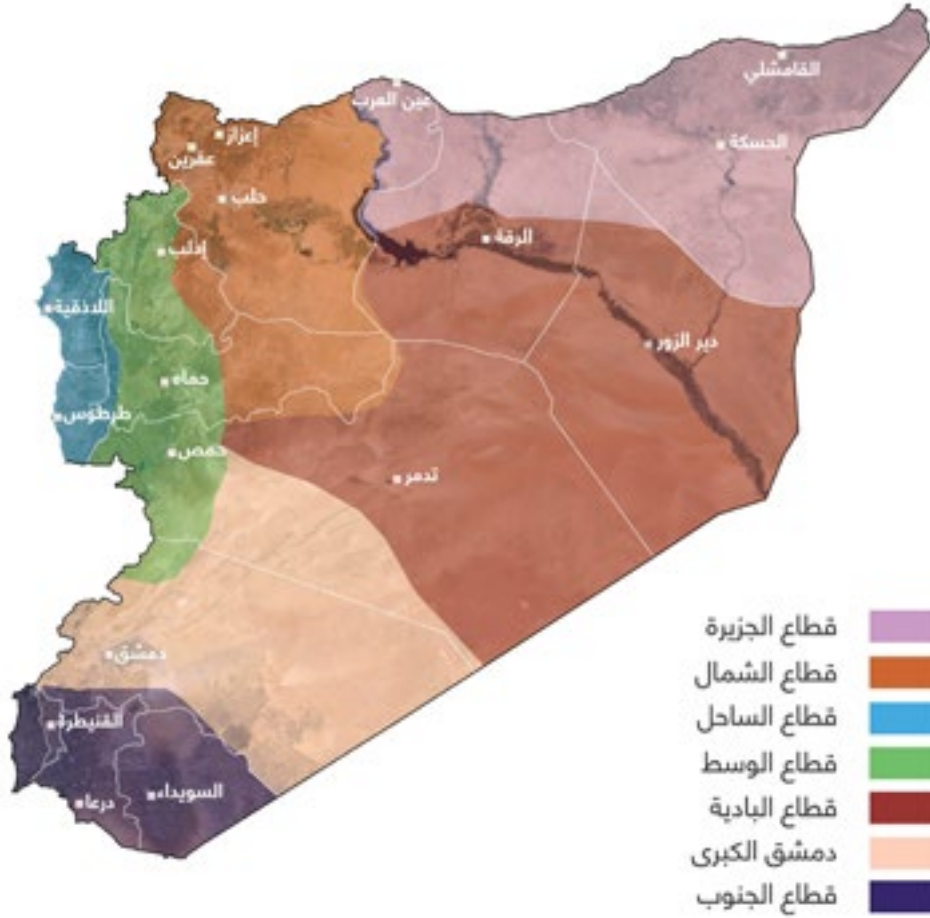 القامشلي
عين العرب
إعزاز
الحسكة
عفرين
حلب
الرقة
إدلب
اللاذقية
دير الزور
حماه
طرطوس
حمص
تدمر
دمشق
القنيطرة
السويداء
درعا
قطاع الجزيرة
قطاع الشمال
قطاع الساحل
قطاع الوسط
قطاع البادية
دمشق الكبرى
قطاع الجنوب